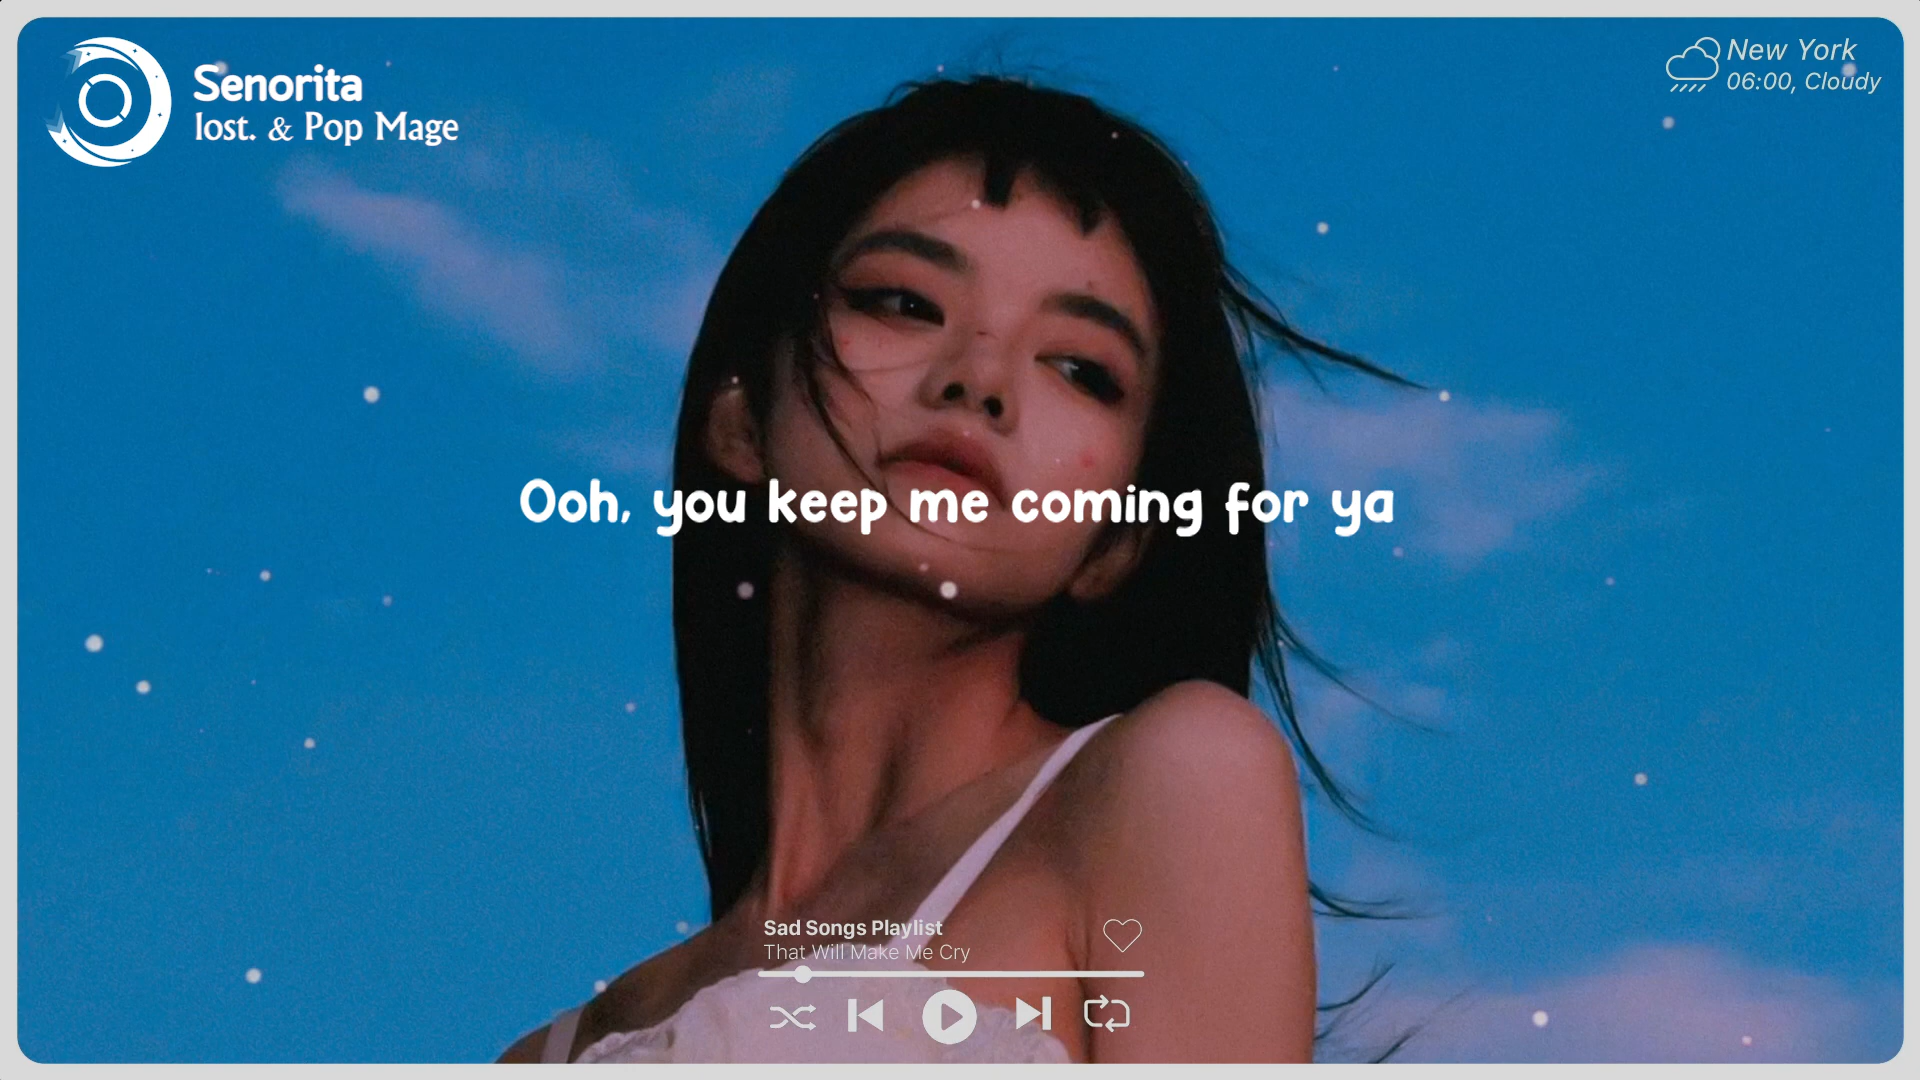 Senorita
lost. & Pop Mage
New York
06:00, Cloudy
Ooh, you keep me coming for ya
Sad Songs Playlist
That Will Make Me Cry